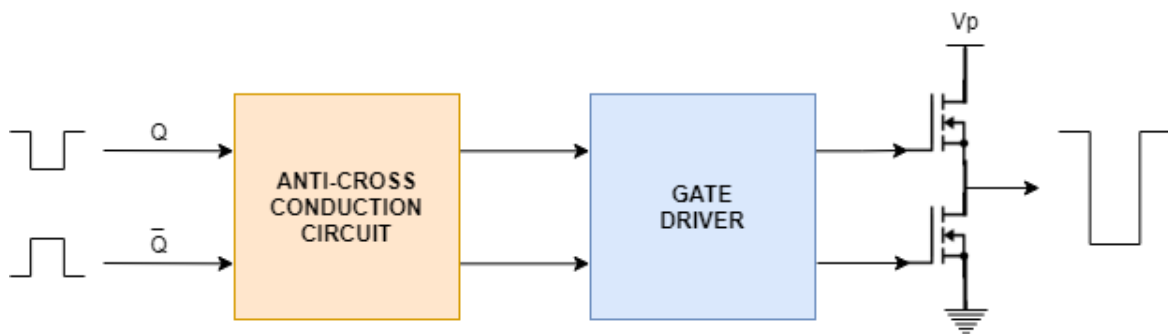 Vp
Q
ANTI-CROSS
CONDUCTION
CIRCUIT
GATE
DRIVER
Q̅